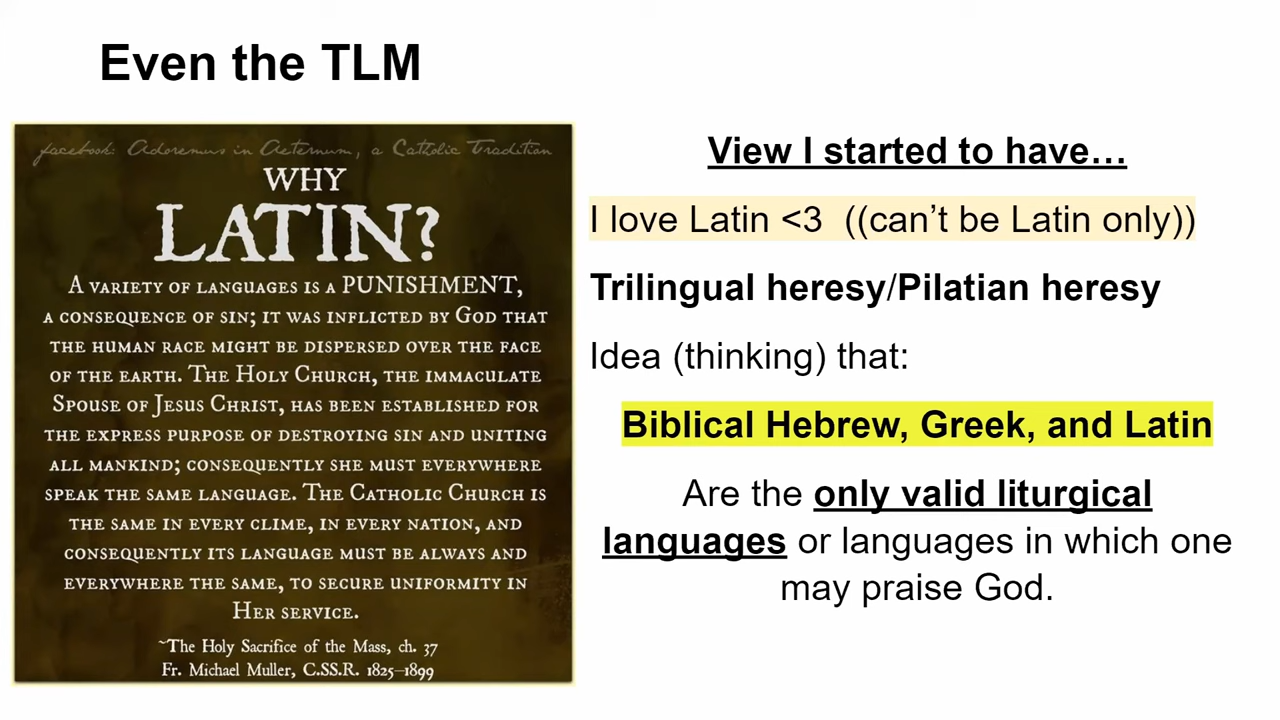 Even the TLM
facebook: Adoremus in Aeternum, a Catholic Tradition
WHY
LATIN?
A VARIETY OF LANGUAGES IS A PUNISHMENT,
A CONSEQUENCE OF SIN; IT WAS INFLICTED BY GOD THAT
THE HUMAN RACE MIGHT BE DISPERSED OVER THE FACE
OF THE EARTH. THE HOLY CHURCH, THE IMMACULATE
SPOUSE OF JESUS CHRIST, HAS BEEN ESTABLISHED FOR
THE EXPRESS PURPOSE OF DESTROYING SIN AND UNITING
ALL MANKIND; CONSEQUENTLY SHE MUST EVERYWHERE
SPEAK THE SAME LANGUAGE. THE CATHOLIC CHURCH IS
THE SAME IN EVERY CLIME, IN EVERY NATION, AND
CONSEQUENTLY ITS LANGUAGE MUST BE ALWAYS AND
EVERYWHERE THE SAME, TO SECURE UNIFORMITY IN
HER SERVICE.
~The Holy Sacrifice of the Mass, ch. 37
Fr. Michael Muller, C.SS.R. 1825–1899
View I started to have…
I love Latin <3 ((can’t be Latin only))
Trilingual heresy/Pilatian heresy
Idea (thinking) that:
Biblical Hebrew, Greek, and Latin
Are the only valid liturgical
languages or languages in which one
may praise God.